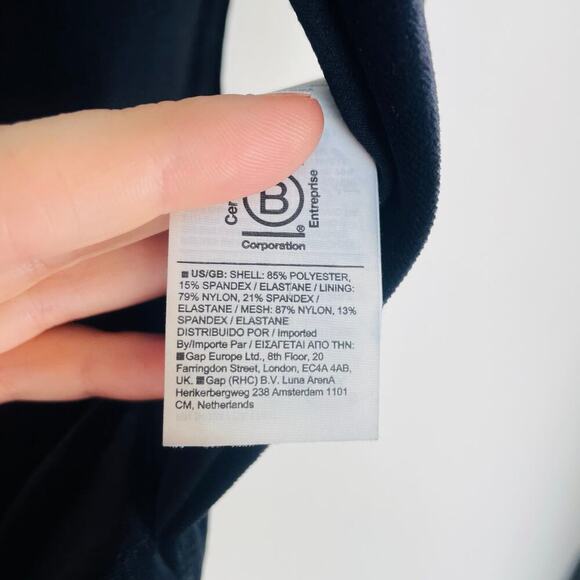 B
®
Entreprise
Corporation
■ US/GB: SHELL: 85% POLYESTER,
15% SPANDEX / ELASTANE / LINING:
79% NYLON, 21% SPANDEX /
ELASTANE / MESH: 87% NYLON, 13%
SPANDEX / ELASTANE
DISTRIBUIDO POR / Imported
By/Importe Par / ΕΙΣΑΓΕΤΑΙ ΑΠΟ ΤΗΝ:
■ Gap Europe Ltd., 8th Floor, 20
Farringdon Street, London, EC4A 4AB,
UK. ■ Gap (RHC) B.V. Luna ArenA
Herikerbergweg 238 Amsterdam 1101
CM, Netherlands